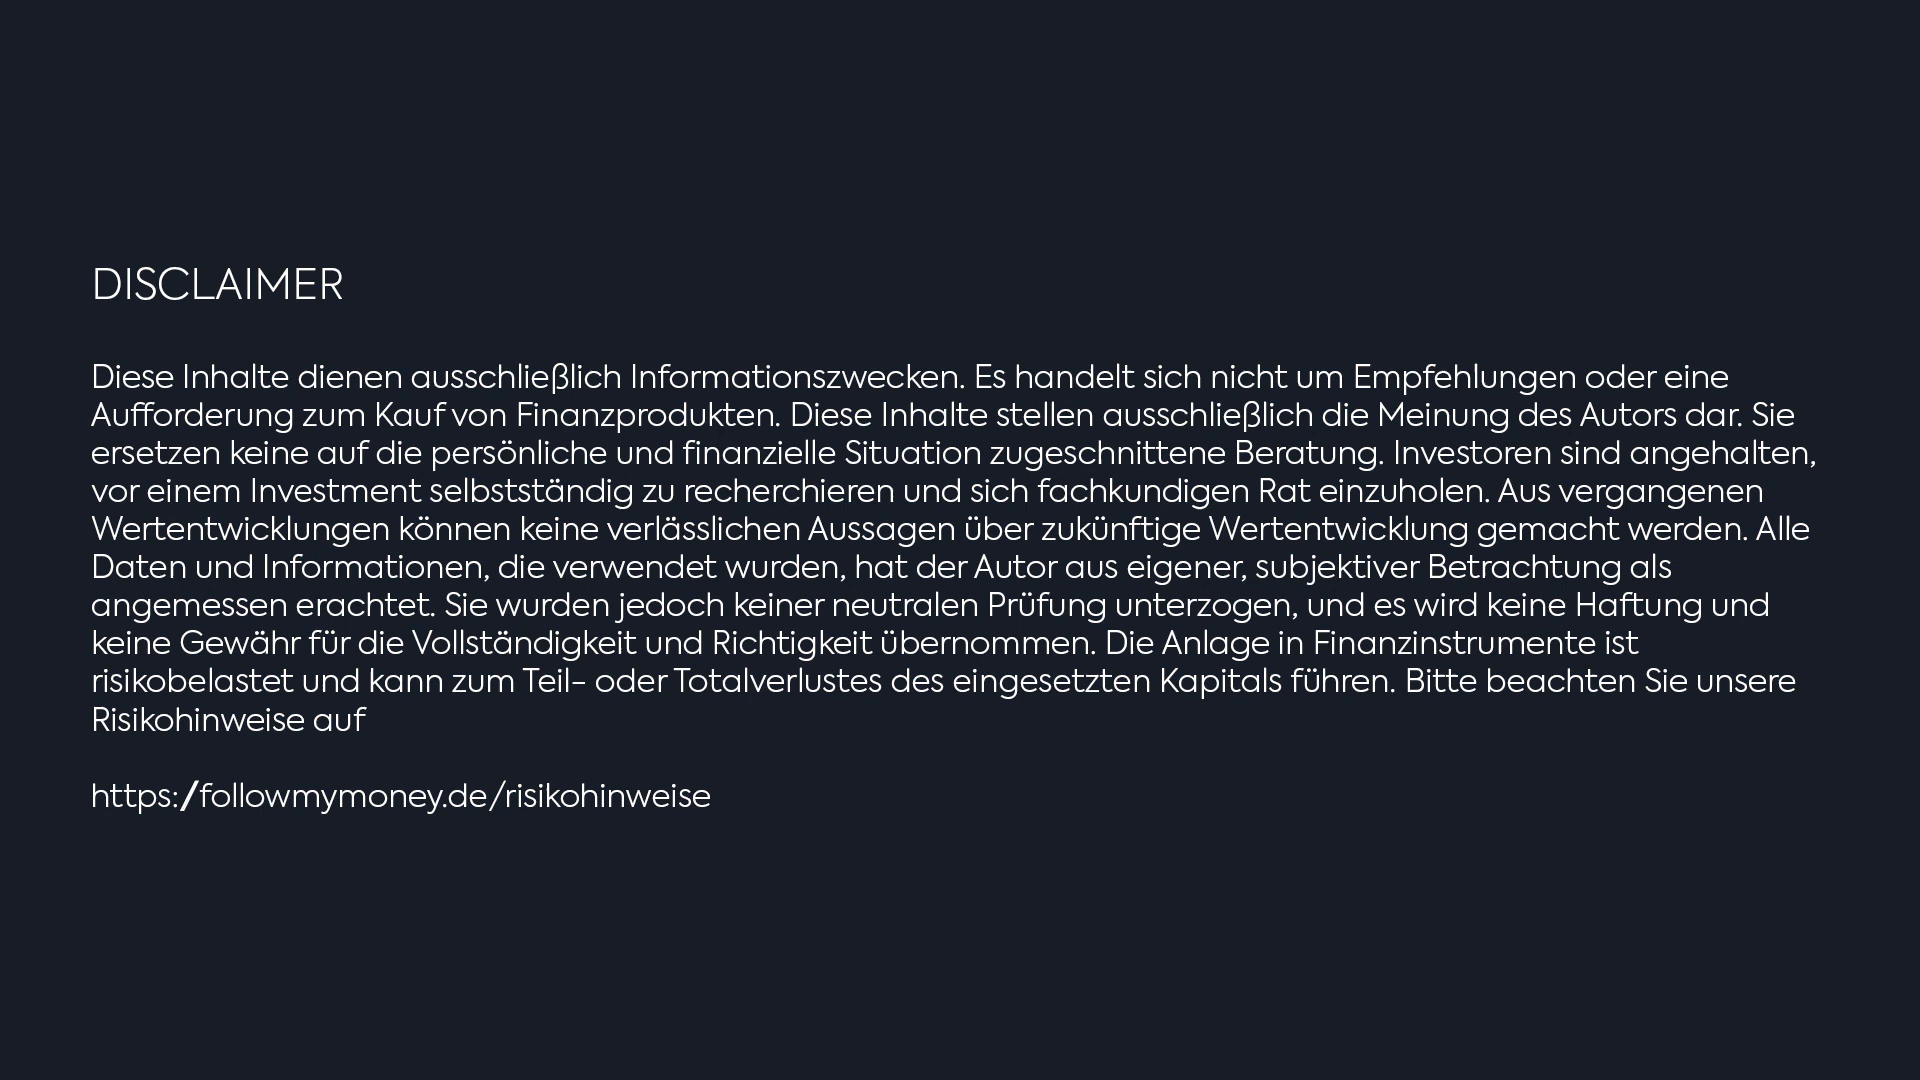 DISCLAIMER
Diese Inhalte dienen ausschließlich Informationszwecken. Es handelt sich nicht um Empfehlungen oder eine
Aufforderung zum Kauf von Finanzprodukten. Diese Inhalte stellen ausschließlich die Meinung des Autors dar. Sie
ersetzen keine auf die persönliche und finanzielle Situation zugeschnittene Beratung. Investoren sind angehalten,
vor einem Investment selbstständig zu recherchieren und sich fachkundigen Rat einzuholen. Aus vergangenen
Wertentwicklungen können keine verlässlichen Aussagen über zukünftige Wertentwicklung gemacht werden. Alle
Daten und Informationen, die verwendet wurden, hat der Autor aus eigener, subjektiver Betrachtung als
angemessen erachtet. Sie wurden jedoch keiner neutralen Prüfung unterzogen, und es wird keine Haftung und
keine Gewähr für die Vollständigkeit und Richtigkeit übernommen. Die Anlage in Finanzinstrumente ist
risikobelastet und kann zum Teil- oder Totalverlustes des eingesetzten Kapitals führen. Bitte beachten Sie unsere
Risikohinweise auf
https://followmymoney.de/risikohinweise